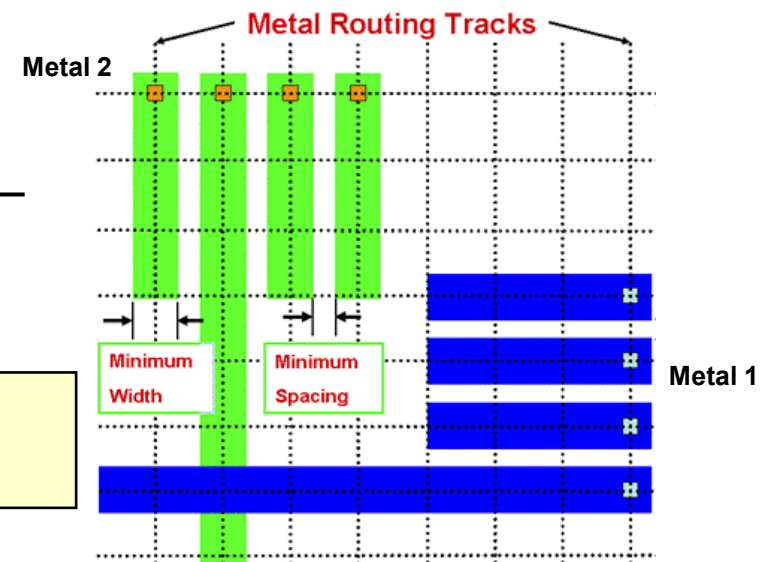 Metal Routing Tracks
Metal 2
Minimum
Width
Minimum
Spacing
Metal 1